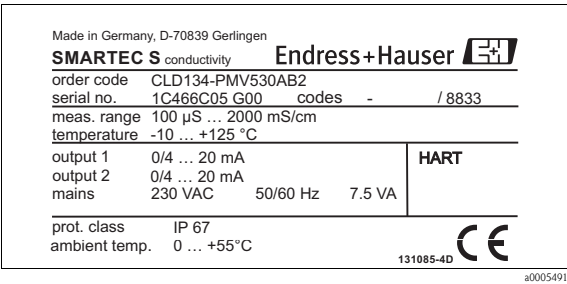 Made in Germany, D-70839 Gerlingen
SMARTEC S conductivity Endress+Hauser EH
order code CLD134-PMV530AB2
serial no. 1C466C05 G00 codes - / 8833
meas. range 100 µS ... 2000 mS/cm
temperature -10 ... +125 °C
output 1 0/4 ... 20 mA HART
output 2 0/4 ... 20 mA
mains 230 VAC 50/60 Hz 7.5 VA
prot. class IP 67
ambient temp. 0 ... +55°C
131085-4D CE
a0005491